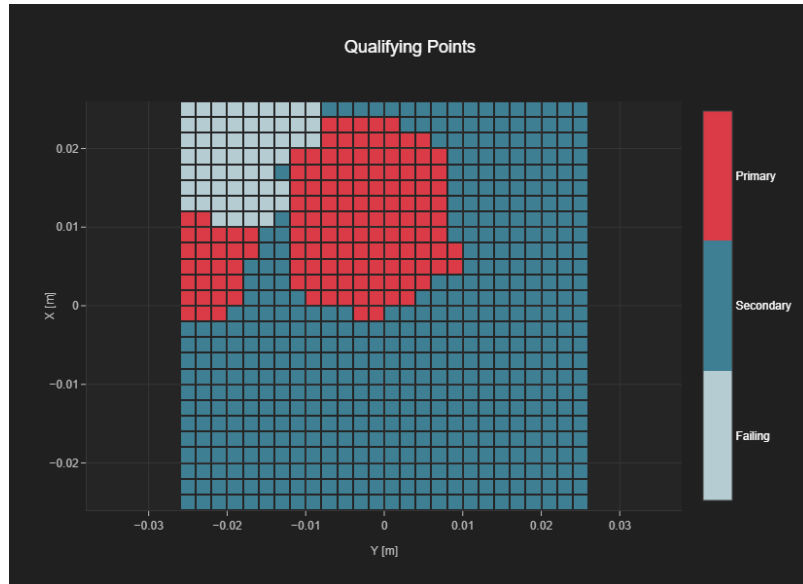 Qualifying Points
0.02
0.01
0
−0.01
−0.02
X [m]
−0.03
−0.02
−0.01
0
0.01
0.02
0.03
Y [m]
Primary
Secondary
Failing